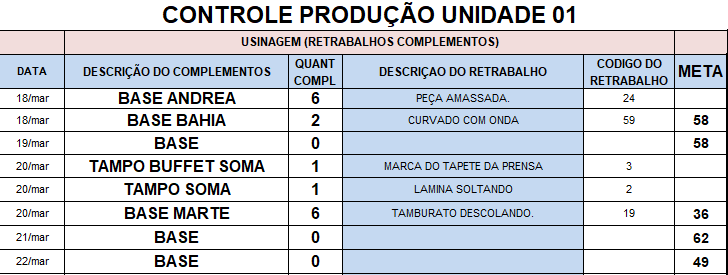 CONTROLE PRODUÇÃO UNIDADE 01
USINAGEM (RETRABALHOS COMPLEMENTOS)
DATA DESCRIÇÃO DO COMPLEMENTOS QUANT COMPL DESCRIÇAO DO RETRABALHO CODIGO DO RETRABALHO META
18/mar BASE ANDREA 6 PEÇA AMASSADA. 24
18/mar BASE BAHIA 2 CURVADO COM ONDA 59 58
19/mar BASE 0 58
20/mar TAMPO BUFFET SOMA 1 MARCA DO TAPETE DA PRENSA 3
20/mar TAMPO SOMA 1 LAMINA SOLTANDO 2
20/mar BASE MARTE 6 TAMBURATO DESCOLANDO. 19 36
21/mar BASE 0 62
22/mar BASE 0 49